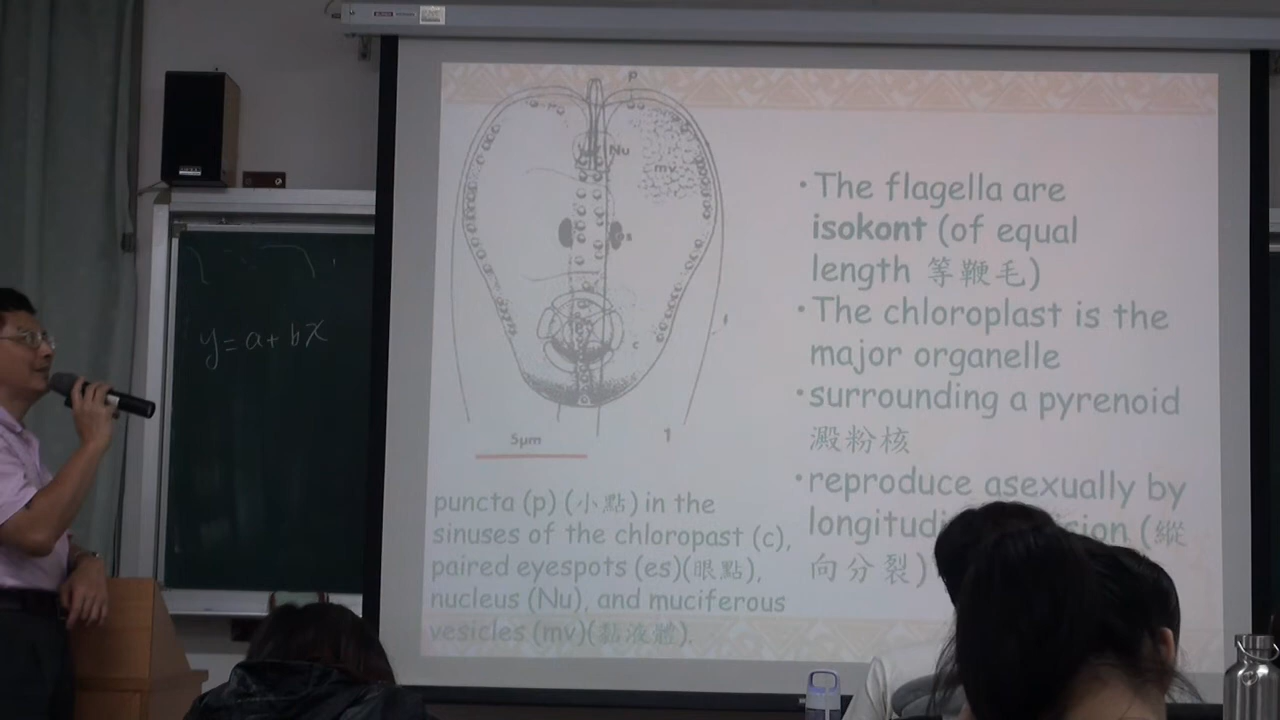 y=a+bx
P
Nu
mv
s
c
5µm
1
puncta (p) (小點) in the
sinuses of the chloropast (c),
paired eyespots (es)(眼點),
nucleus (Nu), and muciferous
vesicles (mv)(黏液體).
•The flagella are
isokont (of equal
length 等鞭毛)
•The chloroplast is the
major organelle
•surrounding a pyrenoid
澱粉核
•reproduce asexually by
(縱
向分裂)